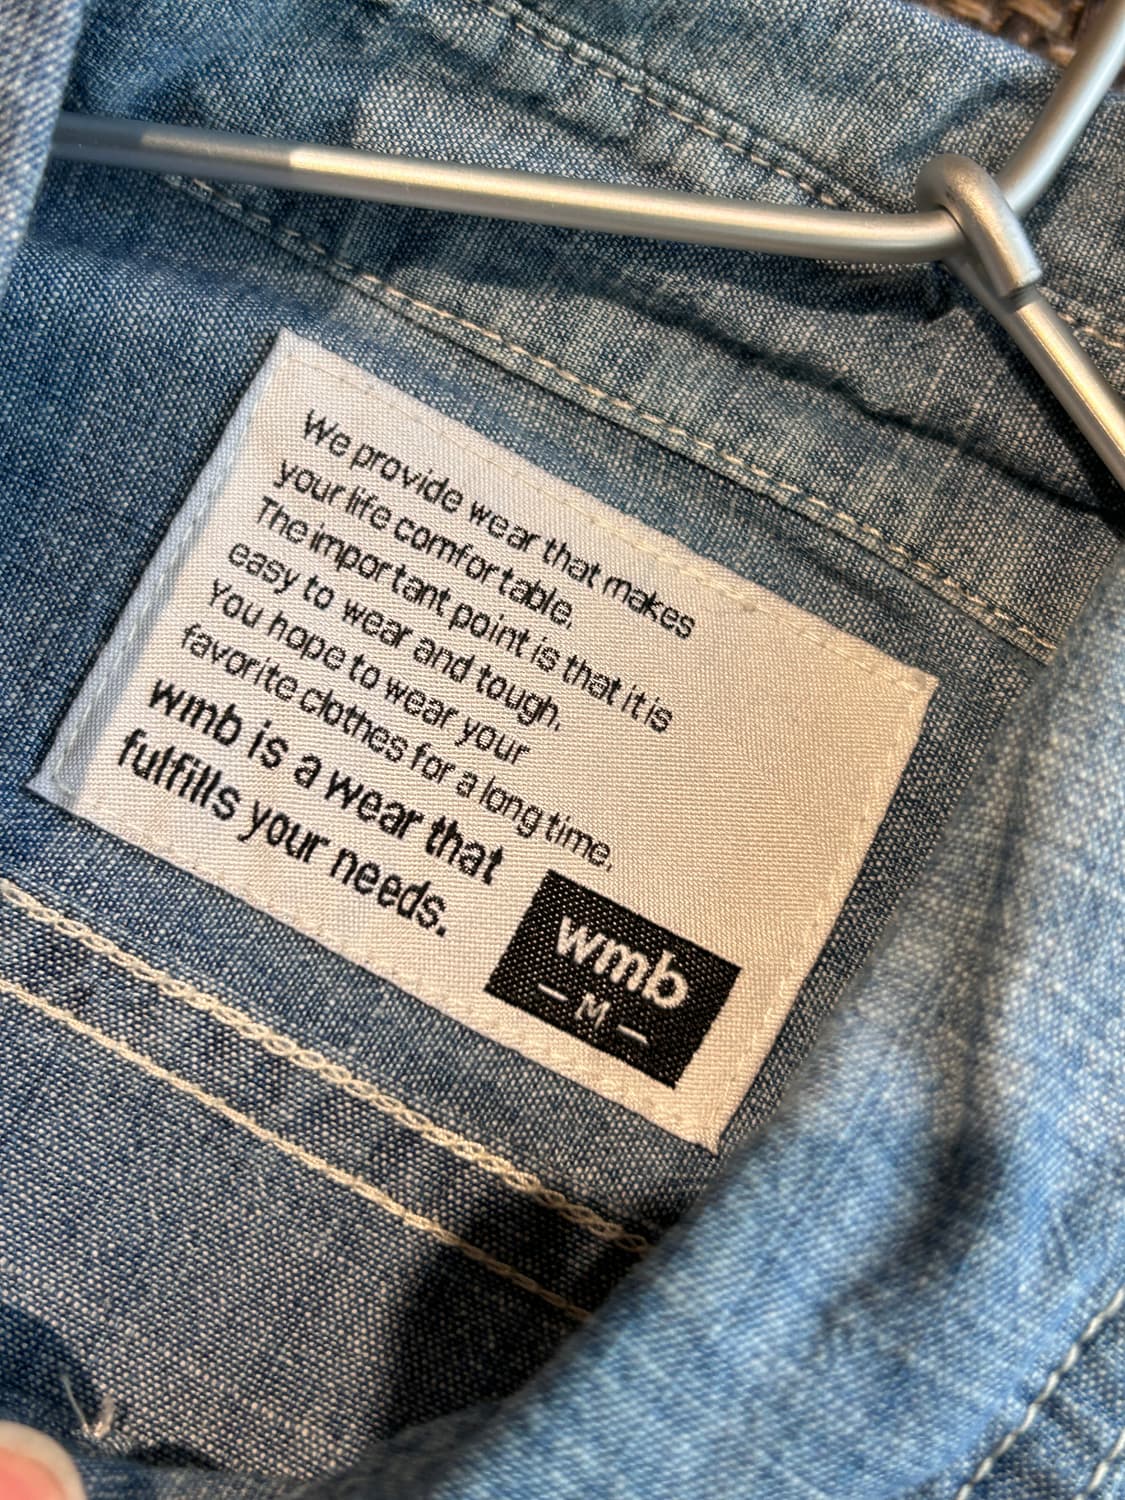 We provide wear that makes
your life comfortable.
The important point is that it is
easy to wear and tough.
You hope to wear your
favorite clothes for a long time.
wmb is a wear that
fulfills your needs.
wmb
– M –